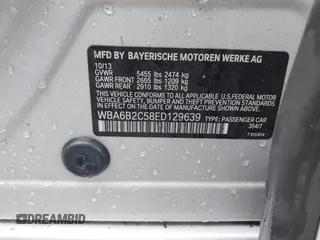 MFD BY BAYERISCHE MOTOREN WERKE AG
10/13
GVWR 5455 lbs 2474 kg
GAWR FRONT 2665 lbs 1209 kg
GAWR REAR 2910 lbs 1320 kg
THIS VEHICLE CONFORMS TO ALL APPLICABLE U.S. FEDERAL MOTOR
VEHICLE SAFETY, BUMPER, AND THEFT PREVENTION STANDARDS
IN EFFECT ON THE DATE OF MANUFACTURE SHOWN ABOVE.
WBA6B2C58ED129639 TYPE: PASSENGER CAR
354/7
DREAMBID